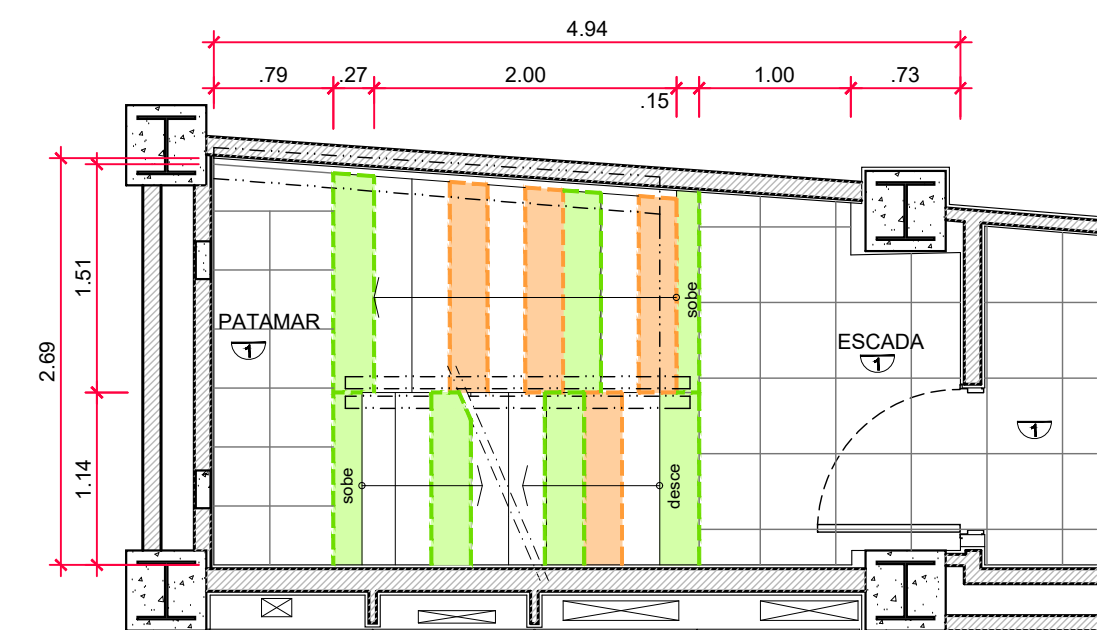 4.94
.79 .27 2.00 .15 1.00 .73
1.51
2.69
1.14
PATAMAR
1
sobe
ESCADA
1
1
sobe
desce